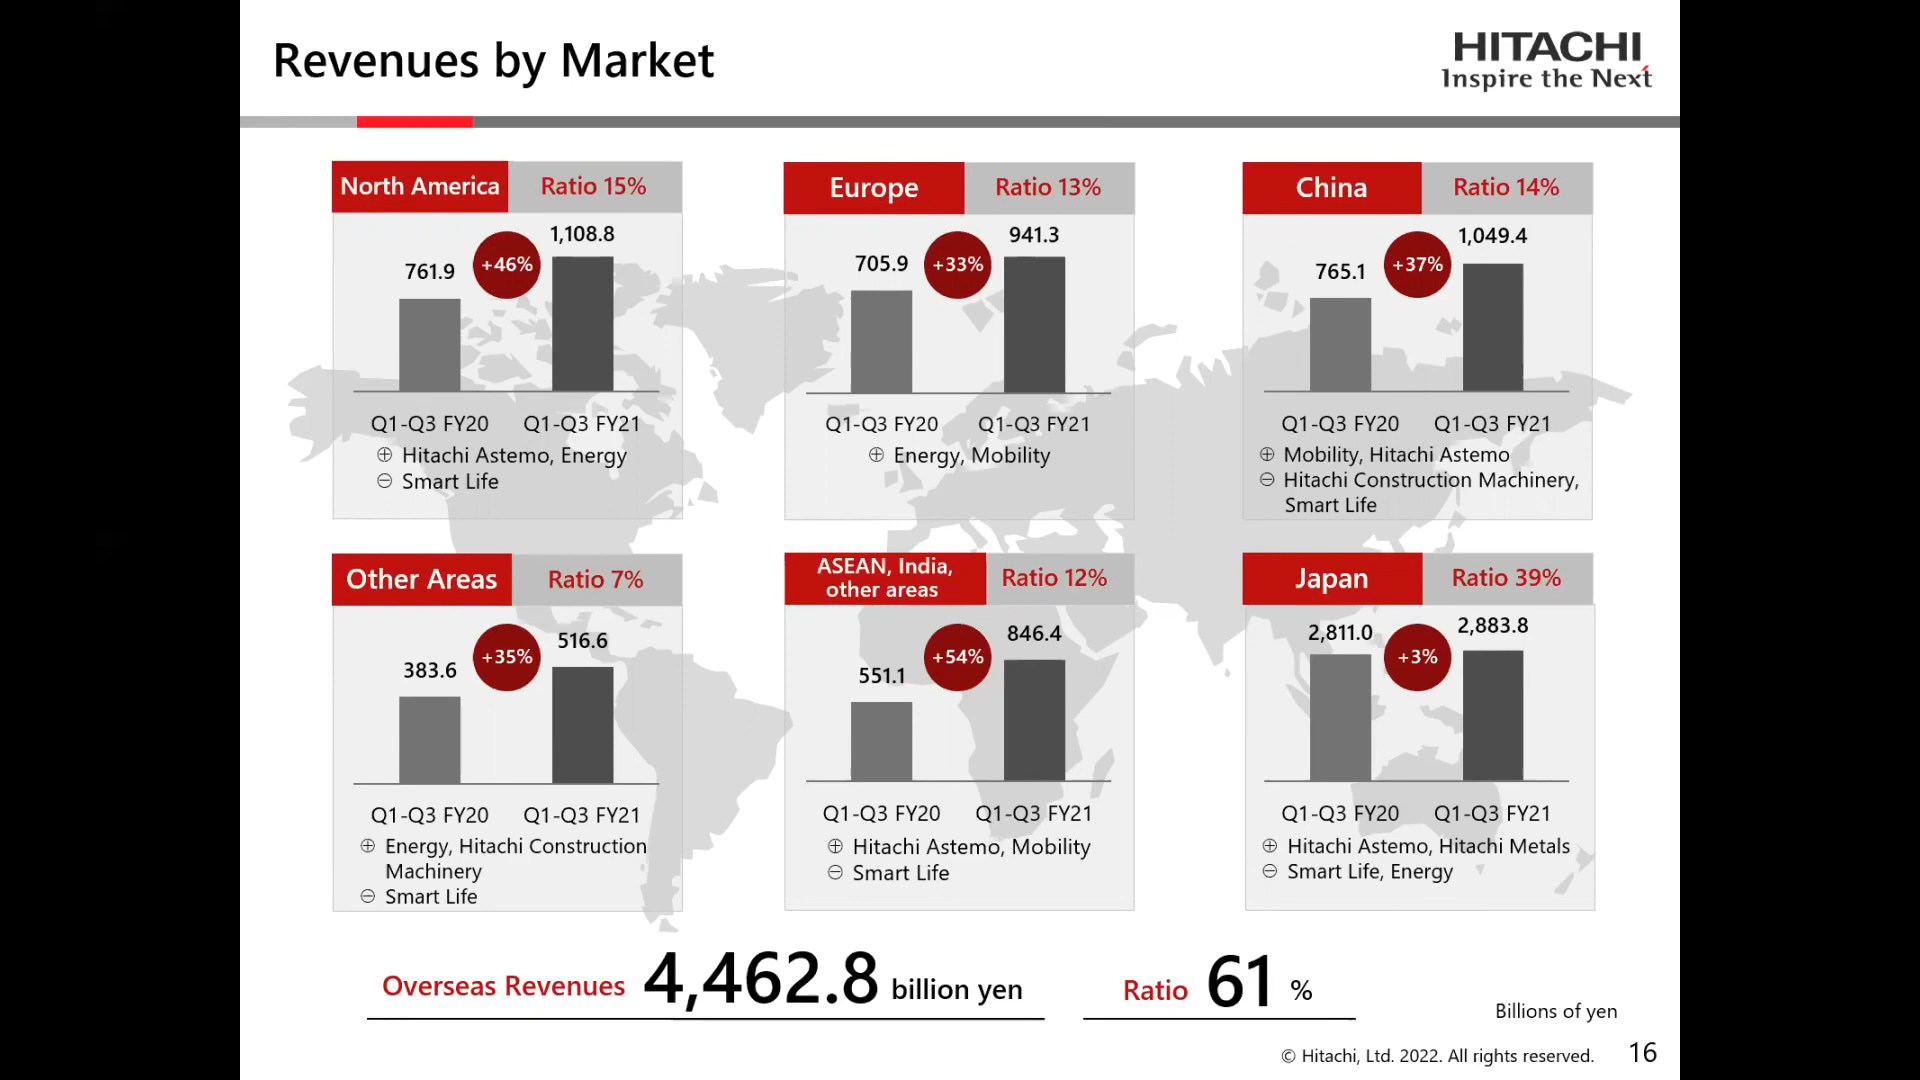 Revenues by Market
HITACHI
Inspire the Next
North America
Ratio 15%
761.9
+46%
1,108.8
Q1-Q3 FY20
Q1-Q3 FY21
⊕ Hitachi Astemo, Energy
⊖ Smart Life
Europe
Ratio 13%
705.9
+33%
941.3
Q1-Q3 FY20
Q1-Q3 FY21
⊕ Energy, Mobility
China
Ratio 14%
765.1
+37%
1,049.4
Q1-Q3 FY20
Q1-Q3 FY21
⊕ Mobility, Hitachi Astemo
⊖ Hitachi Construction Machinery,
Smart Life
Other Areas
Ratio 7%
383.6
+35%
516.6
Q1-Q3 FY20
Q1-Q3 FY21
⊕ Energy, Hitachi Construction
Machinery
⊖ Smart Life
ASEAN, India,
other areas
Ratio 12%
551.1
+54%
846.4
Q1-Q3 FY20
Q1-Q3 FY21
⊕ Hitachi Astemo, Mobility
⊖ Smart Life
Japan
Ratio 39%
2,811.0
+3%
2,883.8
Q1-Q3 FY20
Q1-Q3 FY21
⊕ Hitachi Astemo, Hitachi Metals
⊖ Smart Life, Energy
Overseas Revenues 4,462.8 billion yen
Ratio 61 %
Billions of yen
© Hitachi, Ltd. 2022. All rights reserved.
16